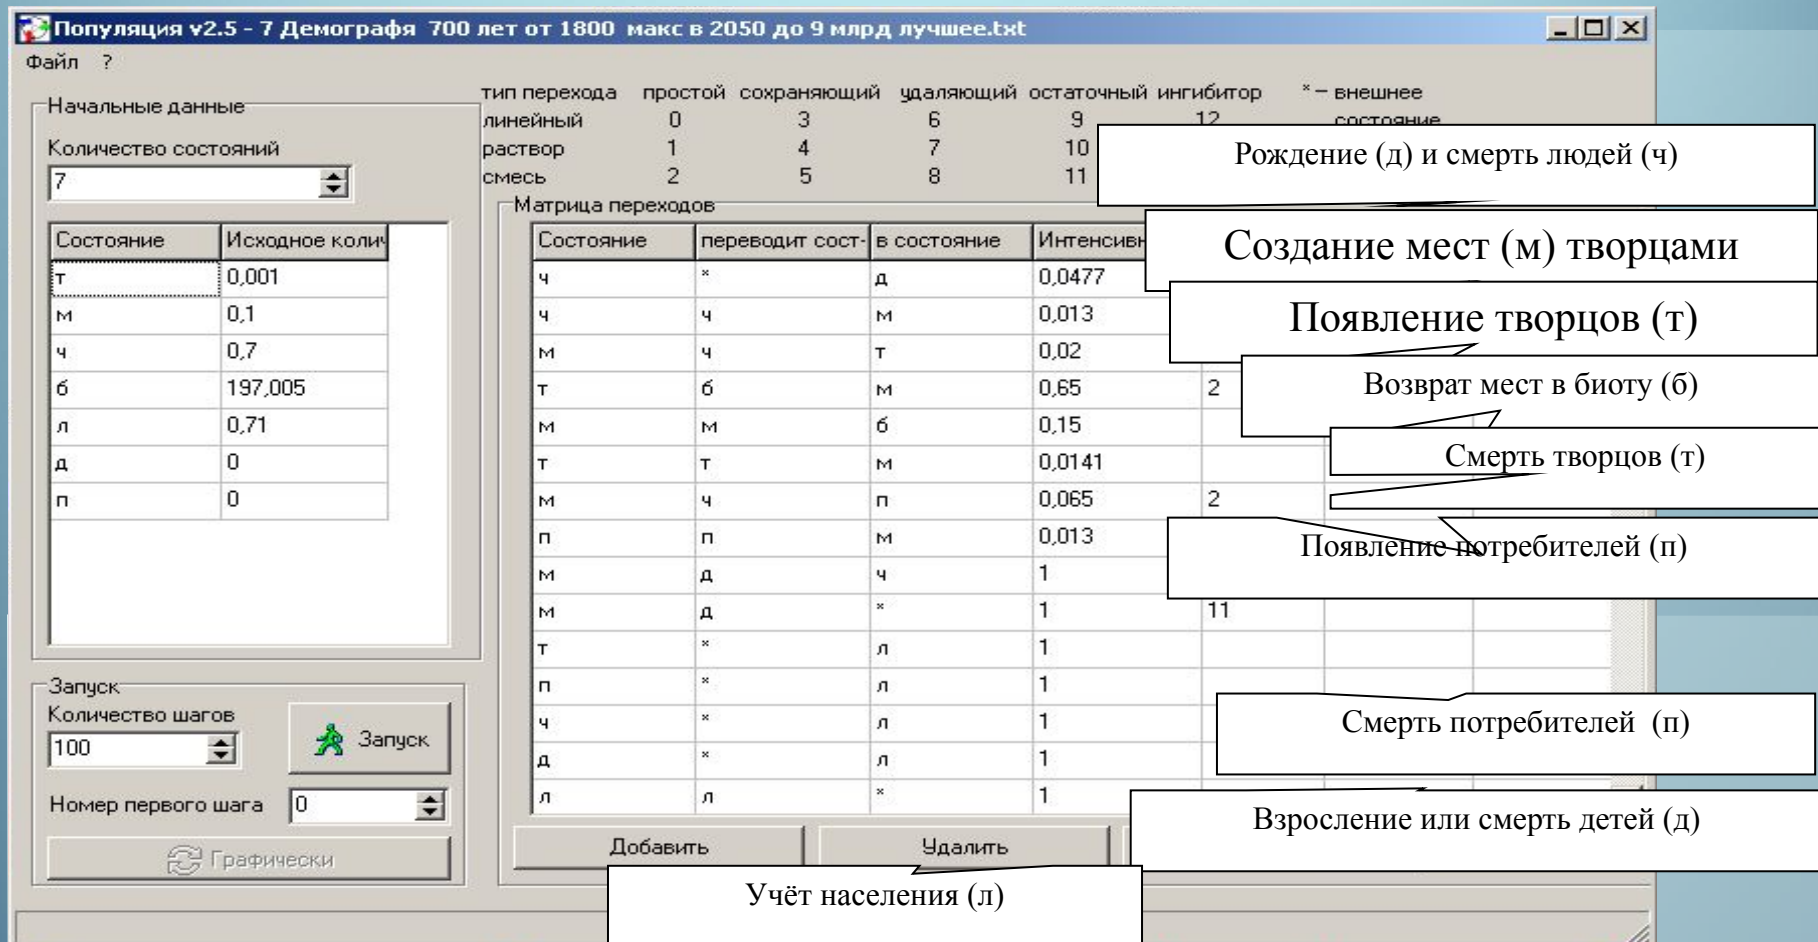 Популяция v2.5 - 7 Демографя 700 лет от 1800 макс в 2050 до 9 млрд лучшее.txt
Файл ?
Начальные данные
Количество состояний
7
Состояние Исходное колич
т 0,001
м 0,1
ч 0,7
б 197,005
л 0,71
д 0
п 0
Запуск
Количество шагов
100
Запуск
Номер первого шага 0
Графически
тип перехода простой сохраняющий удаляющий остаточный ингибитор * – внешнее
линейный 0 3 6 9 12 состояние
раствор 1 4 7 10
смесь 2 5 8 11
Матрица переходов
Состояние переводит сост- в состояние Интенсивн
ч * д 0,0477
ч ч м 0,013
м ч т 0,02
т б м 0,65 2
м м б 0,15
т т м 0,0141
м ч п 0,065 2
п п м 0,013
м д ч 1
м д * 1 11
т * л 1
п * л 1
ч * л 1
д * л 1
л л * 1
Добавить Удалить
Рождение (д) и смерть людей (ч)
Создание мест (м) творцами
Появление творцов (т)
Возврат мест в биоту (б)
Смерть творцов (т)
Появление потребителей (п)
Смерть потребителей (п)
Взросление или смерть детей (д)
Учёт населения (л)